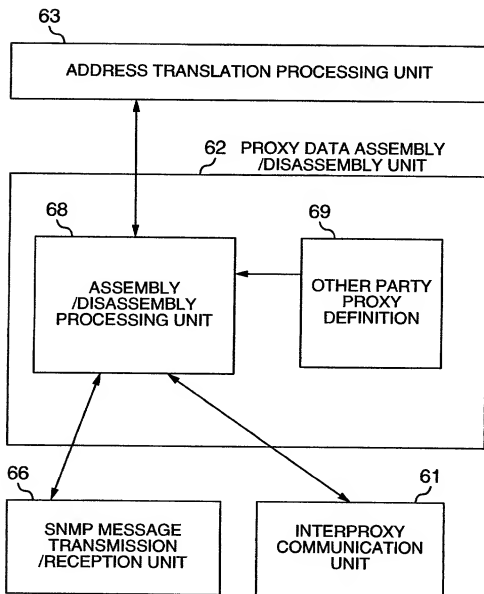 63
ADDRESS TRANSLATION PROCESSING UNIT
62 PROXY DATA ASSEMBLY
/DISASSEMBLY UNIT
68
ASSEMBLY
/DISASSEMBLY
PROCESSING UNIT
69
OTHER PARTY
PROXY
DEFINITION
66
SNMP MESSAGE
TRANSMISSION
/RECEPTION UNIT
61
INTERPROXY
COMMUNICATION
UNIT